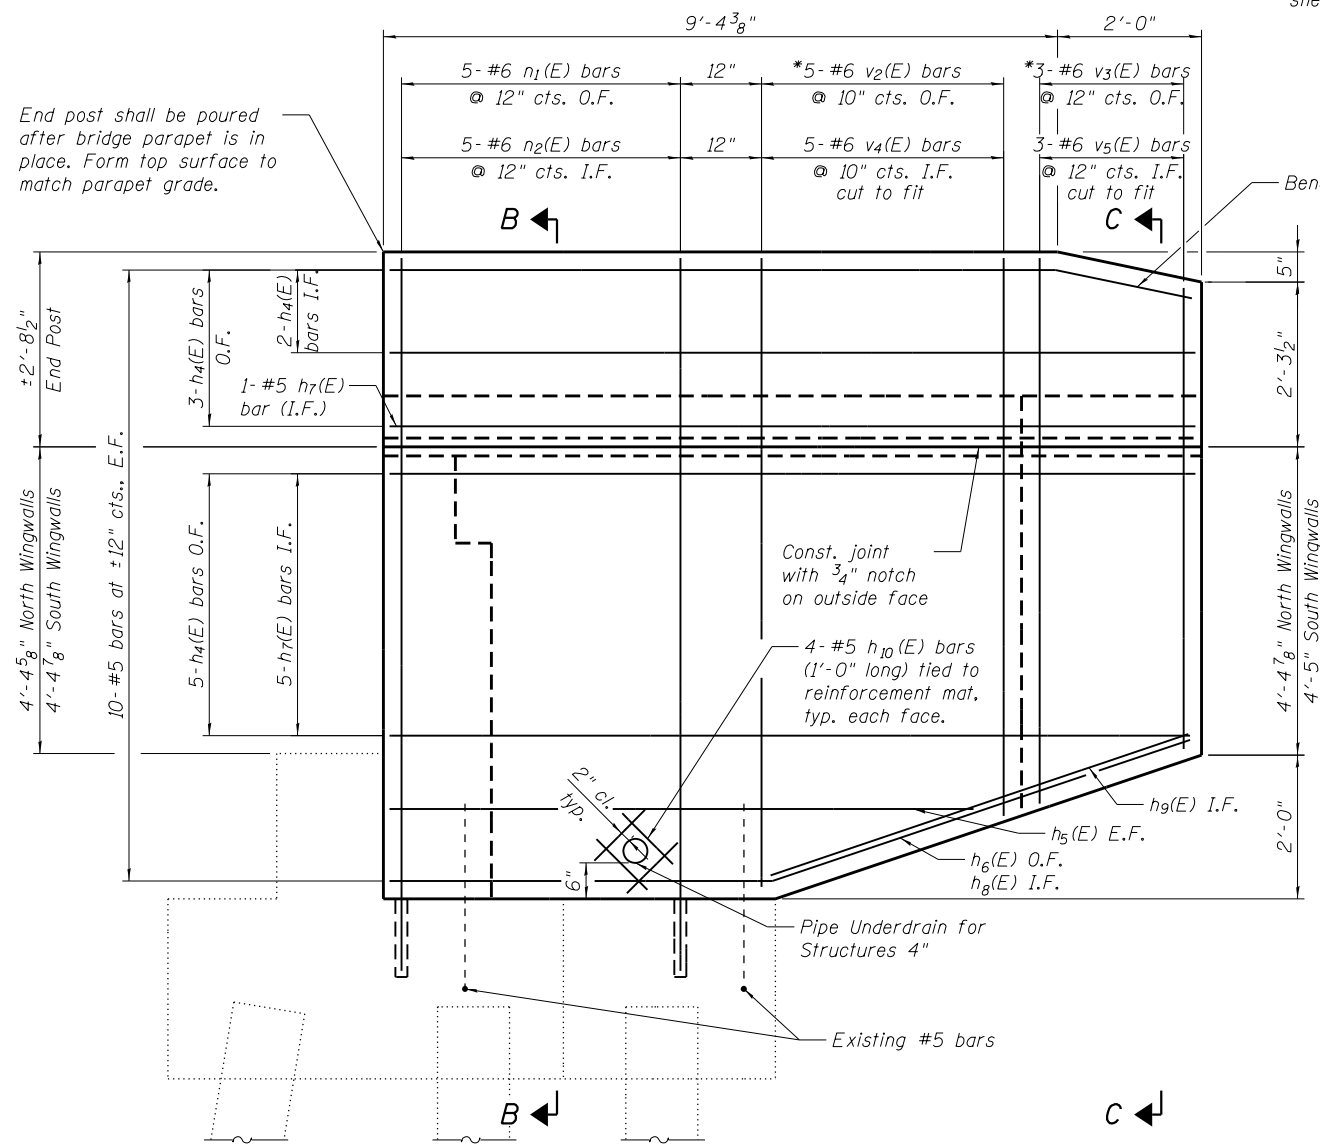 she
9'-4 3/8"
2'-0"
5-#6 n1(E) bars
@ 12" cts. O.F.
12"
*5-#6 v2(E) bars
@ 10" cts. O.F.
*3-#6 v3(E) bars
@ 12" cts. O.F.
End post shall be poured
after bridge parapet is in
place. Form top surface to
match parapet grade.
5-#6 n2(E) bars
@ 12" cts. I.F.
12"
5-#6 v4(E) bars
@ 10" cts. I.F.
cut to fit
3-#6 v5(E) bars
@ 12" cts. I.F.
cut to fit
Ben
B
C
±2'-8 1/2"
End Post
3-h4(E) bars
O.F.
2-h4(E)
bars I.F.
5"
2'-3 1/2"
1-#5 h7(E)
bar (I.F.)
10-#5 bars at ±12" cts., E.F.
4'-4 5/8" North Wingwalls
4'-4 7/8" South Wingwalls
5-h4(E) bars O.F.
5-h7(E) bars I.F.
Const. joint
with 3/4" notch
on outside face
4'-4 7/8" North Wingwalls
4'-5" South Wingwalls
4-#5 h10(E) bars
(1'-0" long) tied to
reinforcement mat,
typ. each face.
2" cl.
typ.
6"
h9(E) I.F.
h5(E) E.F.
h6(E) O.F.
h8(E) I.F.
2'-0"
Pipe Underdrain for
Structures 4"
Existing #5 bars
B
C